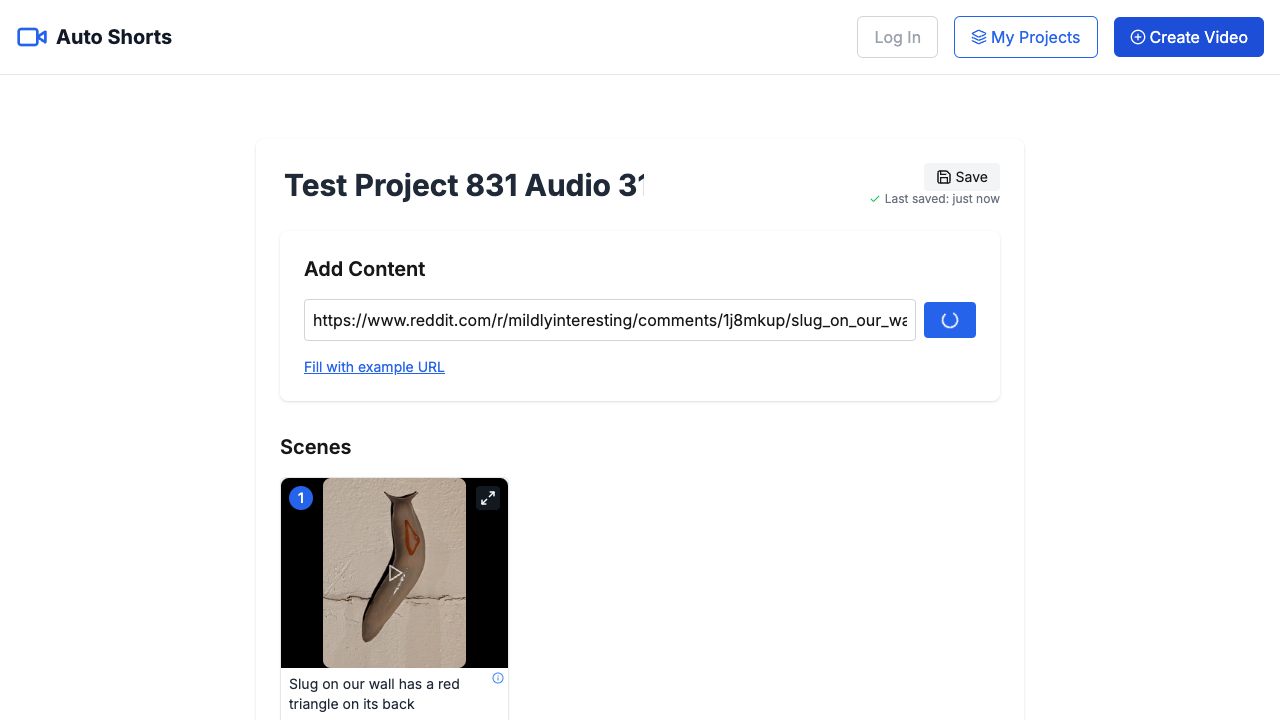 Auto Shorts
Log In
My Projects
Create Video
Test Project 831 Audio 3
Save
Last saved: just now
Add Content
https://www.reddit.com/r/mildlyinteresting/comments/1j8mkup/slug_on_our_wa
Fill with example URL
Scenes
1
Slug on our wall has a red
triangle on its back